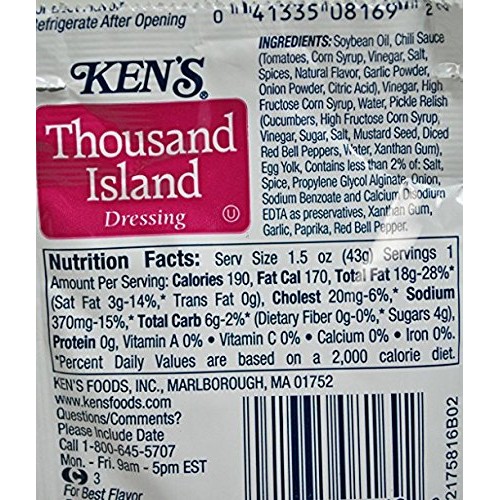 Refrigerate After Opening
0 41335 08169 2
KEN'S®
Thousand
Island
Dressing
U
INGREDIENTS: Soybean Oil, Chili Sauce
(Tomatoes, Corn Syrup, Vinegar, Salt,
Spices, Natural Flavor, Garlic Powder,
Onion Powder, Citric Acid), Vinegar, High
Fructose Corn Syrup, Water, Pickle Relish
(Cucumbers, High Fructose Corn Syrup,
Vinegar, Sugar, Salt, Mustard Seed, Diced
Red Bell Peppers, Water, Xanthan Gum),
Egg Yolk, Contains less than 2% of: Salt,
Spice, Propylene Glycol Alginate, Onion,
Sodium Benzoate and Calcium Disodium
EDTA as preservatives, Xanthan Gum,
Garlic, Paprika, Red Bell Pepper.
Nutrition Facts: Serv Size 1.5 oz (43g) Servings 1
Amount Per Serving: Calories 190, Fat Cal 170, Total Fat 18g-28%*
(Sat Fat 3g-14%,* Trans Fat 0g), Cholest 20mg-6%,* Sodium
370mg-15%,* Total Carb 6g-2%* (Dietary Fiber 0g-0%,* Sugars 4g),
Protein 0g, Vitamin A 0% • Vitamin C 0% • Calcium 0% • Iron 0%.
*Percent Daily Values are based on a 2,000 calorie diet.
KEN'S FOODS, INC., MARLBOROUGH, MA 01752
www.kensfoods.com
Questions/Comments?
Please Include Date
Call 1-800-645-5707
Mon. - Fri. 9am - 5pm EST
3
For Best Flavor
2175816B02